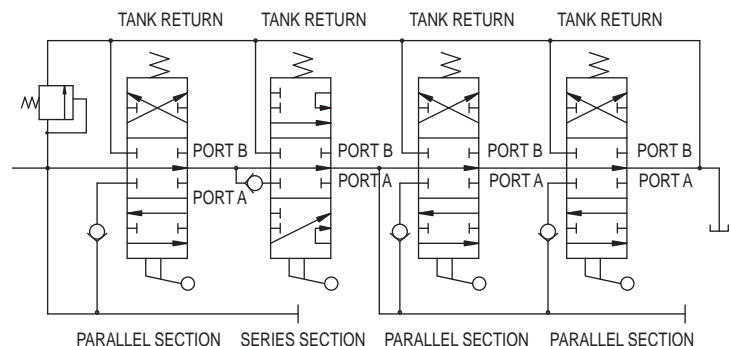 TANK RETURN TANK RETURN TANK RETURN TANK RETURN
PORT B PORT B PORT B PORT B
PORT A PORT A PORT A PORT A
PARALLEL SECTION SERIES SECTION PARALLEL SECTION PARALLEL SECTION